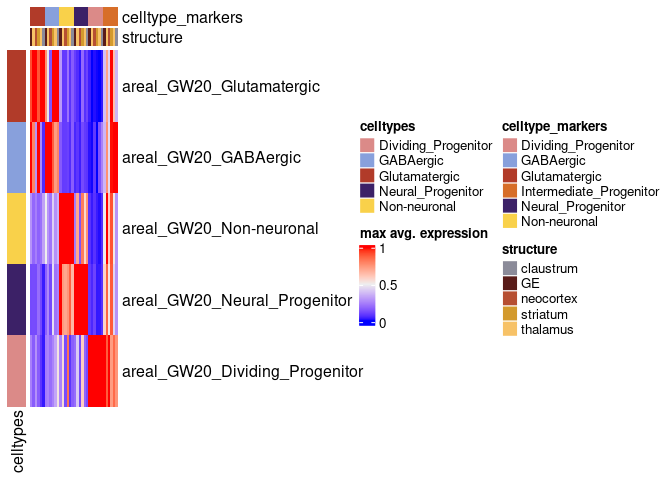 celltype_markers
structure
areal_GW20_Glutamatergic
areal_GW20_GABAergic
areal_GW20_Non-neuronal
areal_GW20_Neural_Progenitor
areal_GW20_Dividing_Progenitor
celltypes
celltypes
Dividing_Progenitor
GABAergic
Glutamatergic
Neural_Progenitor
Non-neuronal
max avg. expression
1
0.5
0
celltype_markers
Dividing_Progenitor
GABAergic
Glutamatergic
Intermediate_Progenitor
Neural_Progenitor
Non-neuronal
structure
claustrum
GE
neocortex
striatum
thalamus